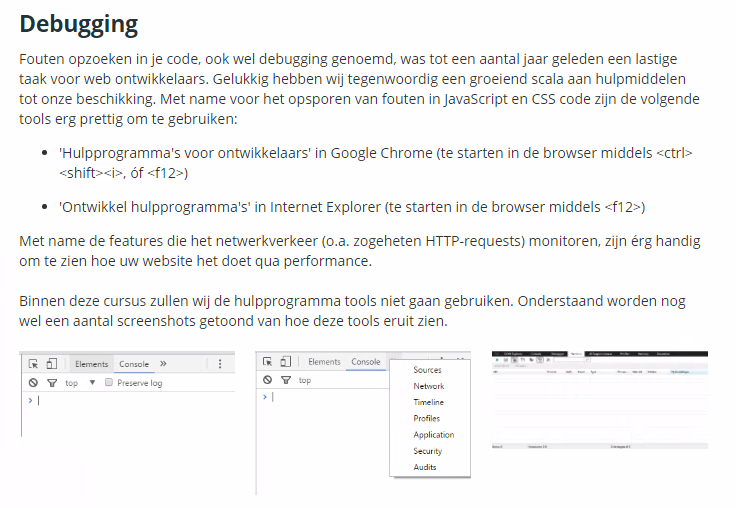 Debugging
Fouten opzoeken in je code, ook wel debugging genoemd, was tot een aantal jaar geleden een lastige
taak voor web ontwikkelaars. Gelukkig hebben wij tegenwoordig een groeiend scala aan hulpmiddelen
tot onze beschikking. Met name voor het opsporen van fouten in JavaScript en CSS code zijn de volgende
tools erg prettig om te gebruiken:
• 'Hulpprogramma's voor ontwikkelaars' in Google Chrome (te starten in de browser middels <ctrl>
<shift><i>, óf <f12>)
• 'Ontwikkel hulpprogramma's' in Internet Explorer (te starten in de browser middels <f12>)
Met name de features die het netwerkverkeer (o.a. zogeheten HTTP-requests) monitoren, zijn érg handig
om te zien hoe uw website het doet qua performance.
Binnen deze cursus zullen wij de hulpprogramma tools niet gaan gebruiken. Onderstaand worden nog
wel een aantal screenshots getoond van hoe deze tools eruit zien.
Elements Console »
top ▼ Preserve log
Elements Console
top
Sources
Network
Timeline
Profiles
Application
Security
Audits